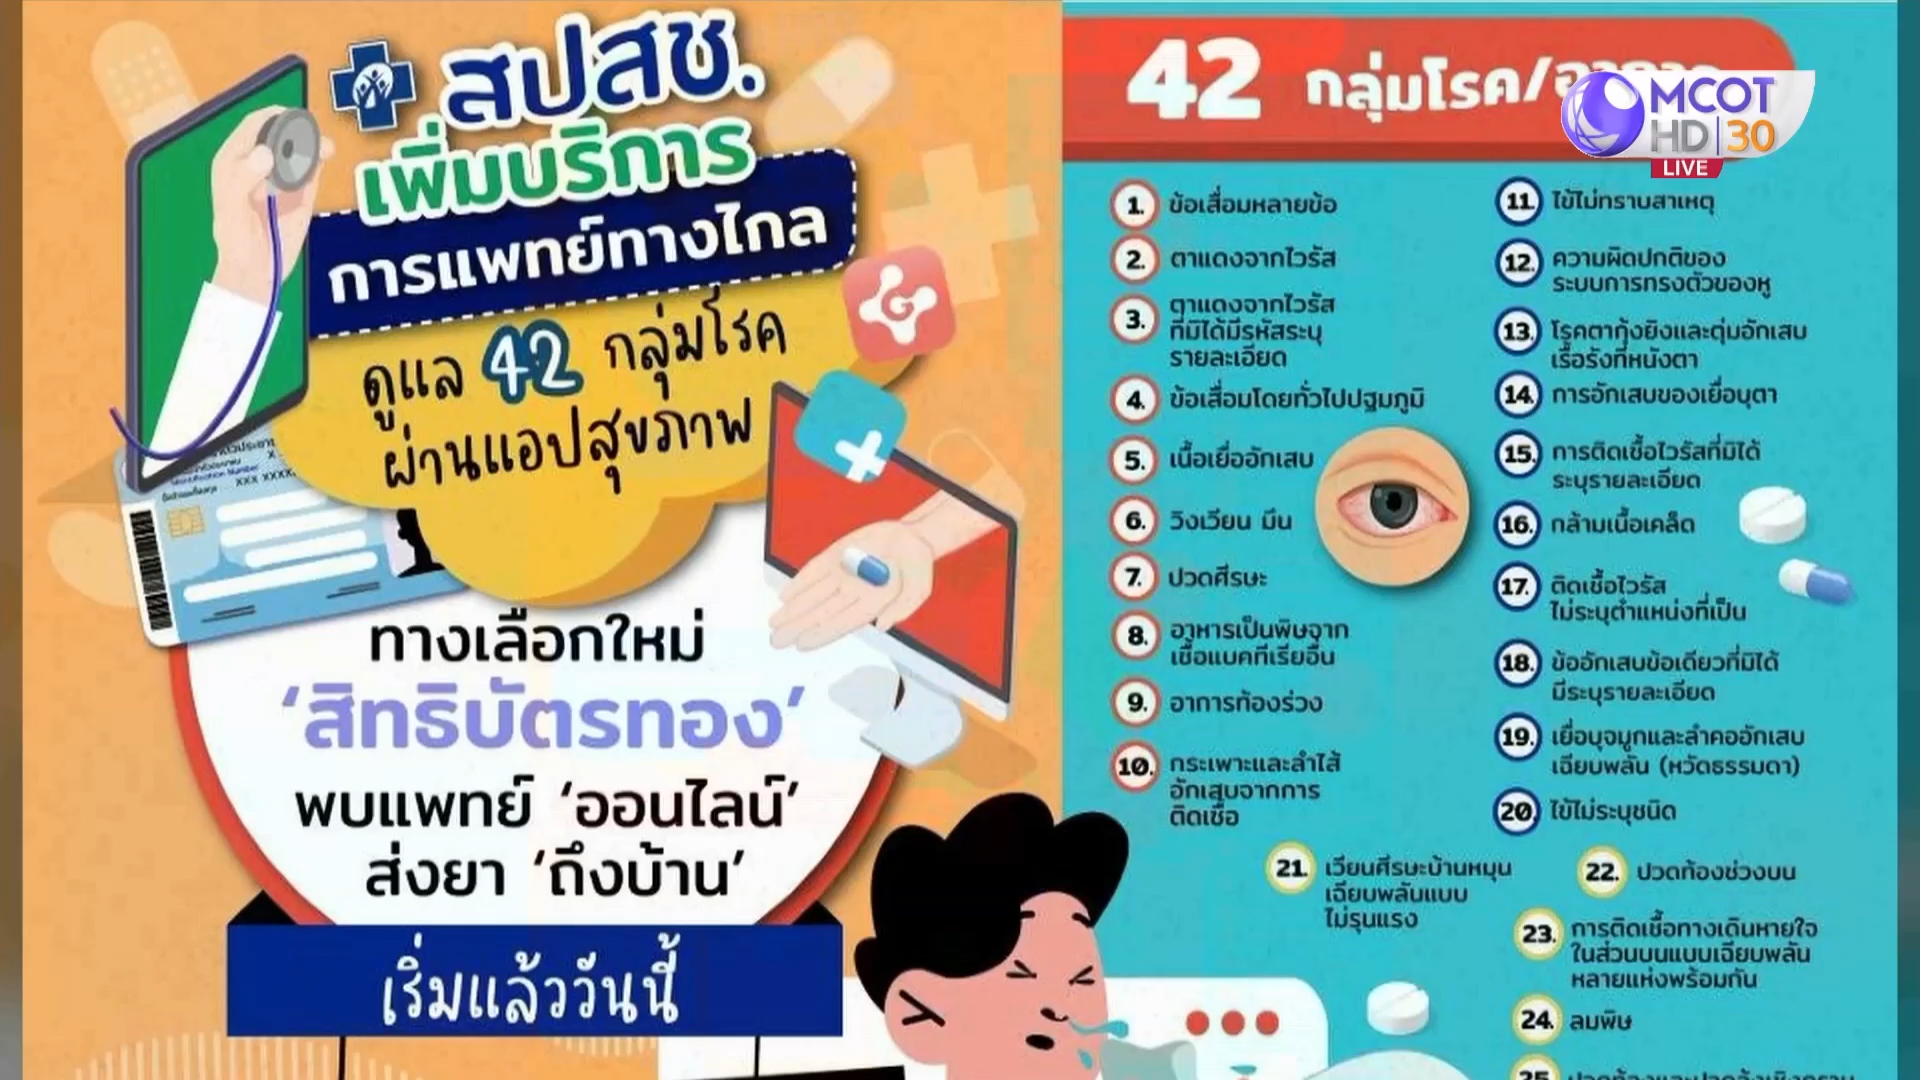 สปสช.
เพิ่มบริการ
การแพทย์ทางไกล
ดูแล 42 กลุ่มโรค
ผ่านแอปสุขภาพ
XXX XXXX
ทางเลือกใหม่
‘สิทธิบัตรทอง’
พบแพทย์ ‘ออนไลน์’
ส่งยา ‘ถึงบ้าน’
เริ่มแล้ววันนี้
42 กลุ่มโรค/
MCOT
HD 30
LIVE
1. ข้อเสื่อมหลายข้อ
2. ตาแดงจากไวรัส
3. ตาแดงจากไวรัส
ที่มิได้มีรหัสระบุ
รายละเอียด
4. ข้อเสื่อมโดยทั่วไปปฐมภูมิ
5. เนื้อเยื่ออักเสบ
6. วิงเวียน มึน
7. ปวดศีรษะ
8. อาหารเป็นพิษจาก
เชื้อแบคทีเรียอื่น
9. อาการท้องร่วง
10. กระเพาะและลำไส้
อักเสบจากการ
ติดเชื้อ
11. ไข้ไม่ทราบสาเหตุ
12. ความผิดปกติของ
ระบบการทรงตัวของหู
13. โรคตากุ้งยิงและตุ่มอักเสบ
เรื้อรังที่หนังตา
14. การอักเสบของเยื่อบุตา
15. การติดเชื้อไวรัสที่มิได้
ระบุรายละเอียด
16. กล้ามเนื้อเคล็ด
17. ติดเชื้อไวรัส
ไม่ระบุตำแหน่งที่เป็น
18. ข้ออักเสบข้อเดียวที่มิได้
มีระบุรายละเอียด
19. เยื่อบุจมูกและลำคออักเสบ
เฉียบพลัน (หวัดธรรมดา)
20. ไข้ไม่ระบุชนิด
21. เวียนศีรษะบ้านหมุน
เฉียบพลันแบบ
ไม่รุนแรง
22. ปวดท้องช่วงบน
23. การติดเชื้อทางเดินหายใจ
ในส่วนบนแบบเฉียบพลัน
หลายแห่งพร้อมกัน
24. ลมพิษ